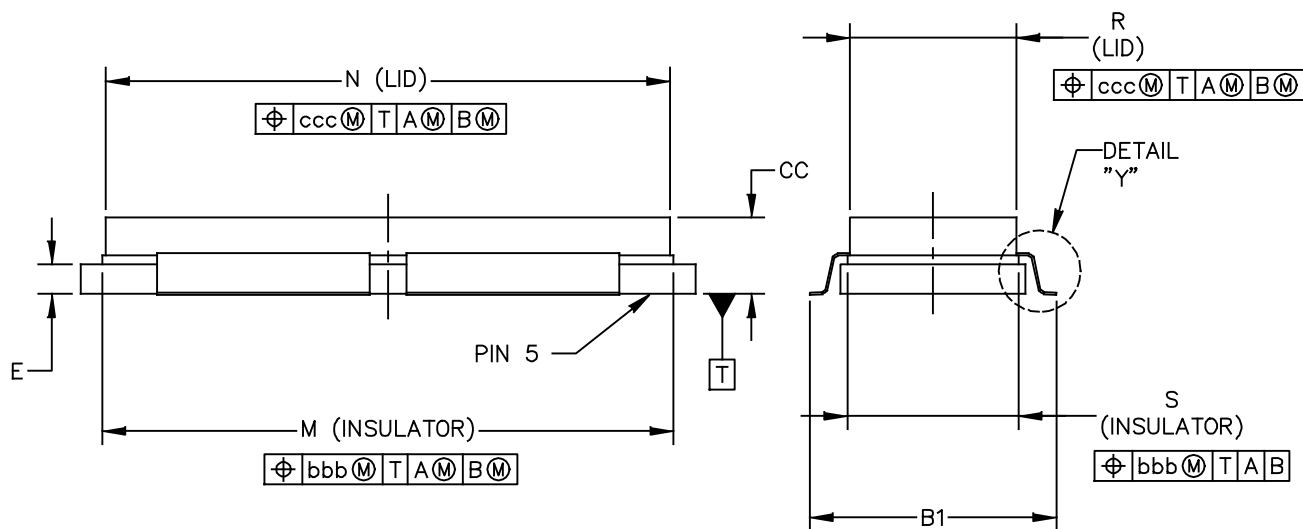 R
(LID)
⌖ ccc Ⓜ T A Ⓜ B Ⓜ
N (LID)
⌖ ccc Ⓜ T A Ⓜ B Ⓜ
DETAIL
"Y"
CC
E
PIN 5
T
M (INSULATOR)
⌖ bbb Ⓜ T A Ⓜ B Ⓜ
S
(INSULATOR)
⌖ bbb Ⓜ T A B
B1